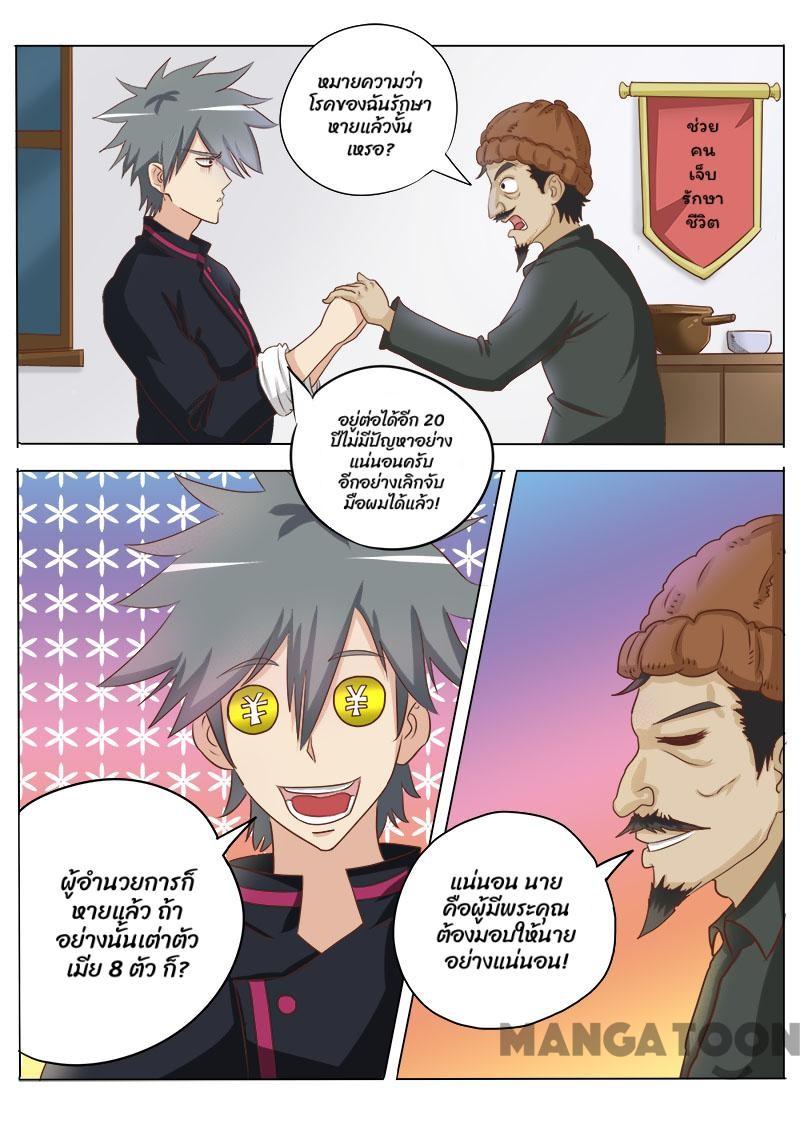 หมายความว่า
โรคของฉันรักษา
หายแล้วงั้น
เหรอ?
ช่วย
คน
เจ็บ
รักษา
ชีวิต
อยู่ต่อได้อีก 20
ปีไม่มีปัญหาอย่าง
แน่นอนครับ
อีกอย่างเลิกจับ
มือผมได้แล้ว!
¥ ¥
ผู้อำนวยการก็
หายแล้ว ถ้า
อย่างนั้นเต่าตัว
เมีย 8 ตัว ก็?
แน่นอน นาย
คือผู้มีพระคุณ
ต้องมอบให้นาย
อย่างแน่นอน!
MANGATOON